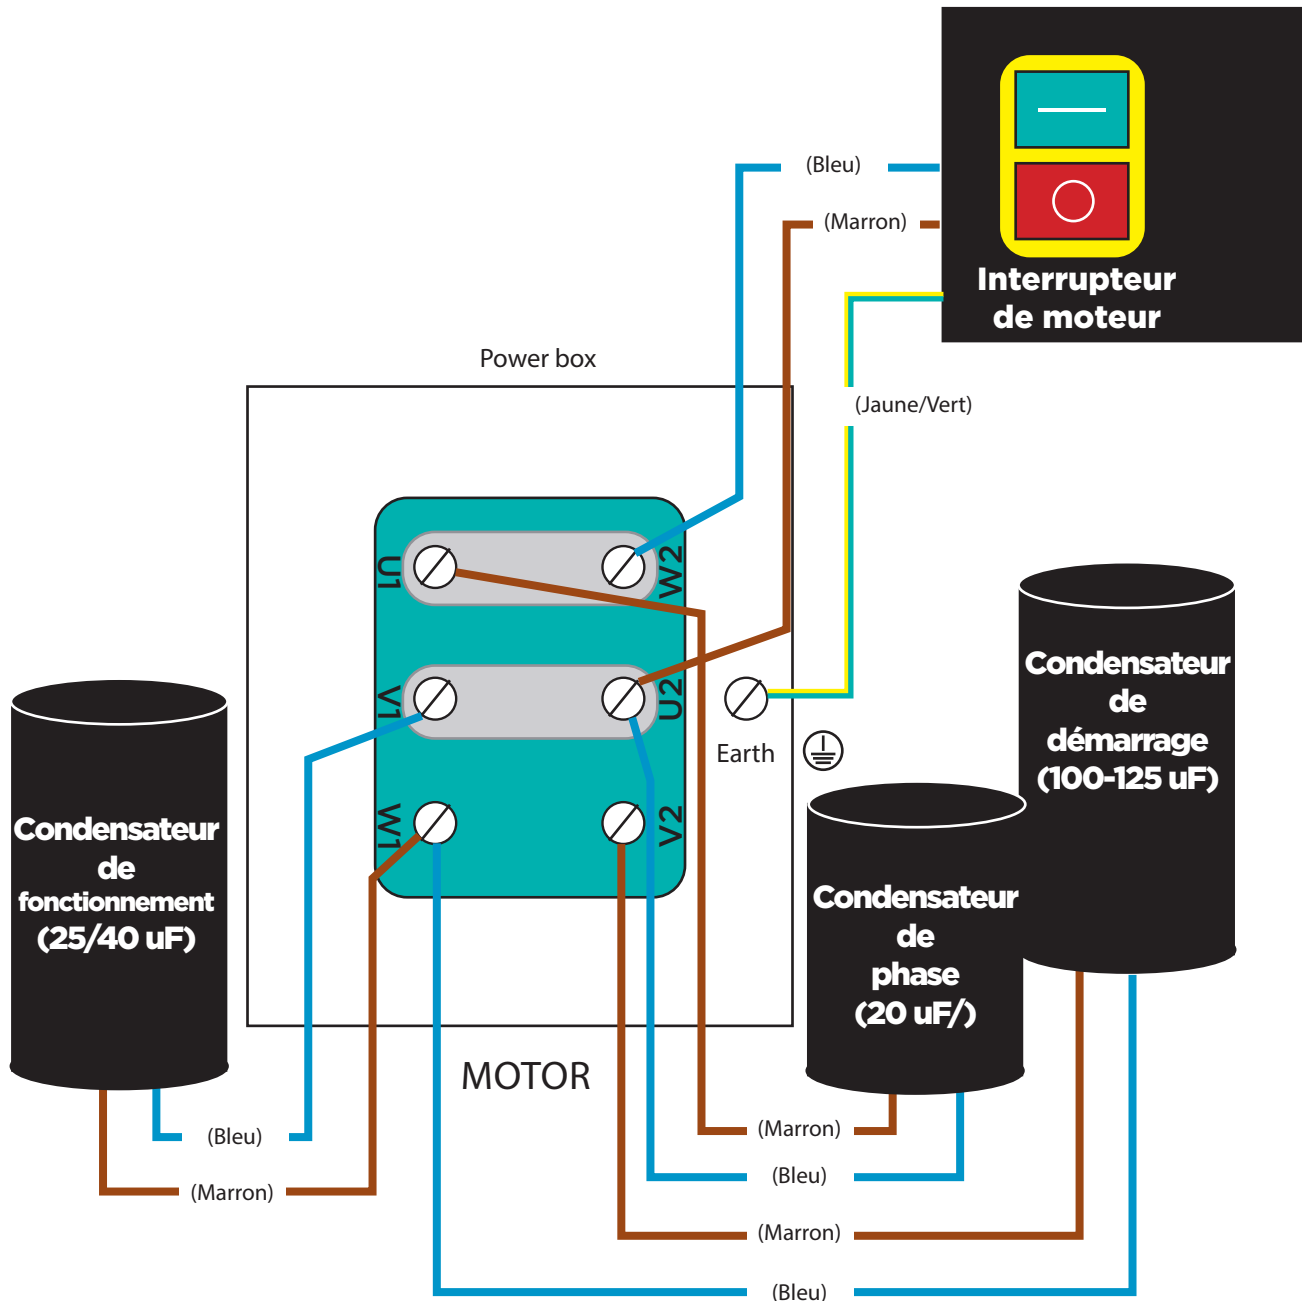 (Bleu)
(Marron)
Interrupteur
de moteur
Power box
(Jaune/Vert)
U1
W2
V1
U2
Earth
W1
V2
Condensateur
de
démarrage
(100-125 uF)
Condensateur
de
fonctionnement
(25/40 uF)
Condensateur
de
phase
(20 uF/)
MOTOR
(Bleu)
(Marron)
(Marron)
(Bleu)
(Marron)
(Bleu)